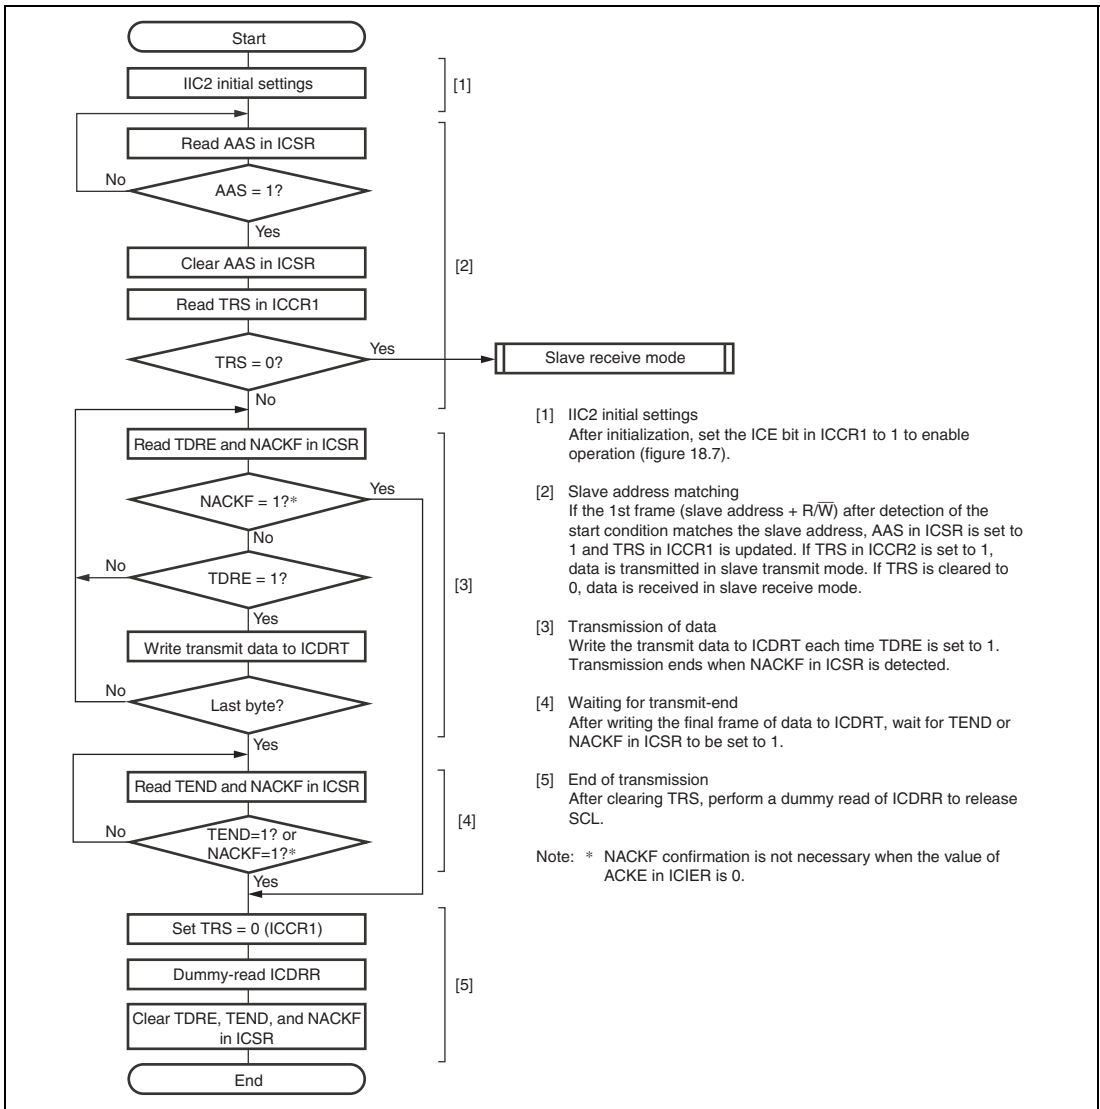 Start
IIC2 initial settings
[1]
Read AAS in ICSR
No
AAS = 1?
Yes
Clear AAS in ICSR
[2]
Read TRS in ICCR1
TRS = 0?
Yes
Slave receive mode
No
Read TDRE and NACKF in ICSR
NACKF = 1?*
Yes
No
No
TDRE = 1?
[3]
Yes
Write transmit data to ICDRT
No
Last byte?
Yes
Read TEND and NACKF in ICSR
[4]
No
TEND=1? or
NACKF=1?*
Yes
Set TRS = 0 (ICCR1)
Dummy-read ICDRR
[5]
Clear TDRE, TEND, and NACKF
in ICSR
End
[1] IIC2 initial settings
After initialization, set the ICE bit in ICCR1 to 1 to enable
operation (figure 18.7).
[2] Slave address matching
If the 1st frame (slave address + R/W̅) after detection of the
start condition matches the slave address, AAS in ICSR is set to
1 and TRS in ICCR1 is updated. If TRS in ICCR2 is set to 1,
data is transmitted in slave transmit mode. If TRS is cleared to
0, data is received in slave receive mode.
[3] Transmission of data
Write the transmit data to ICDRT each time TDRE is set to 1.
Transmission ends when NACKF in ICSR is detected.
[4] Waiting for transmit-end
After writing the final frame of data to ICDRT, wait for TEND or
NACKF in ICSR to be set to 1.
[5] End of transmission
After clearing TRS, perform a dummy read of ICDRR to release
SCL.
Note: * NACKF confirmation is not necessary when the value of
ACKE in ICIER is 0.